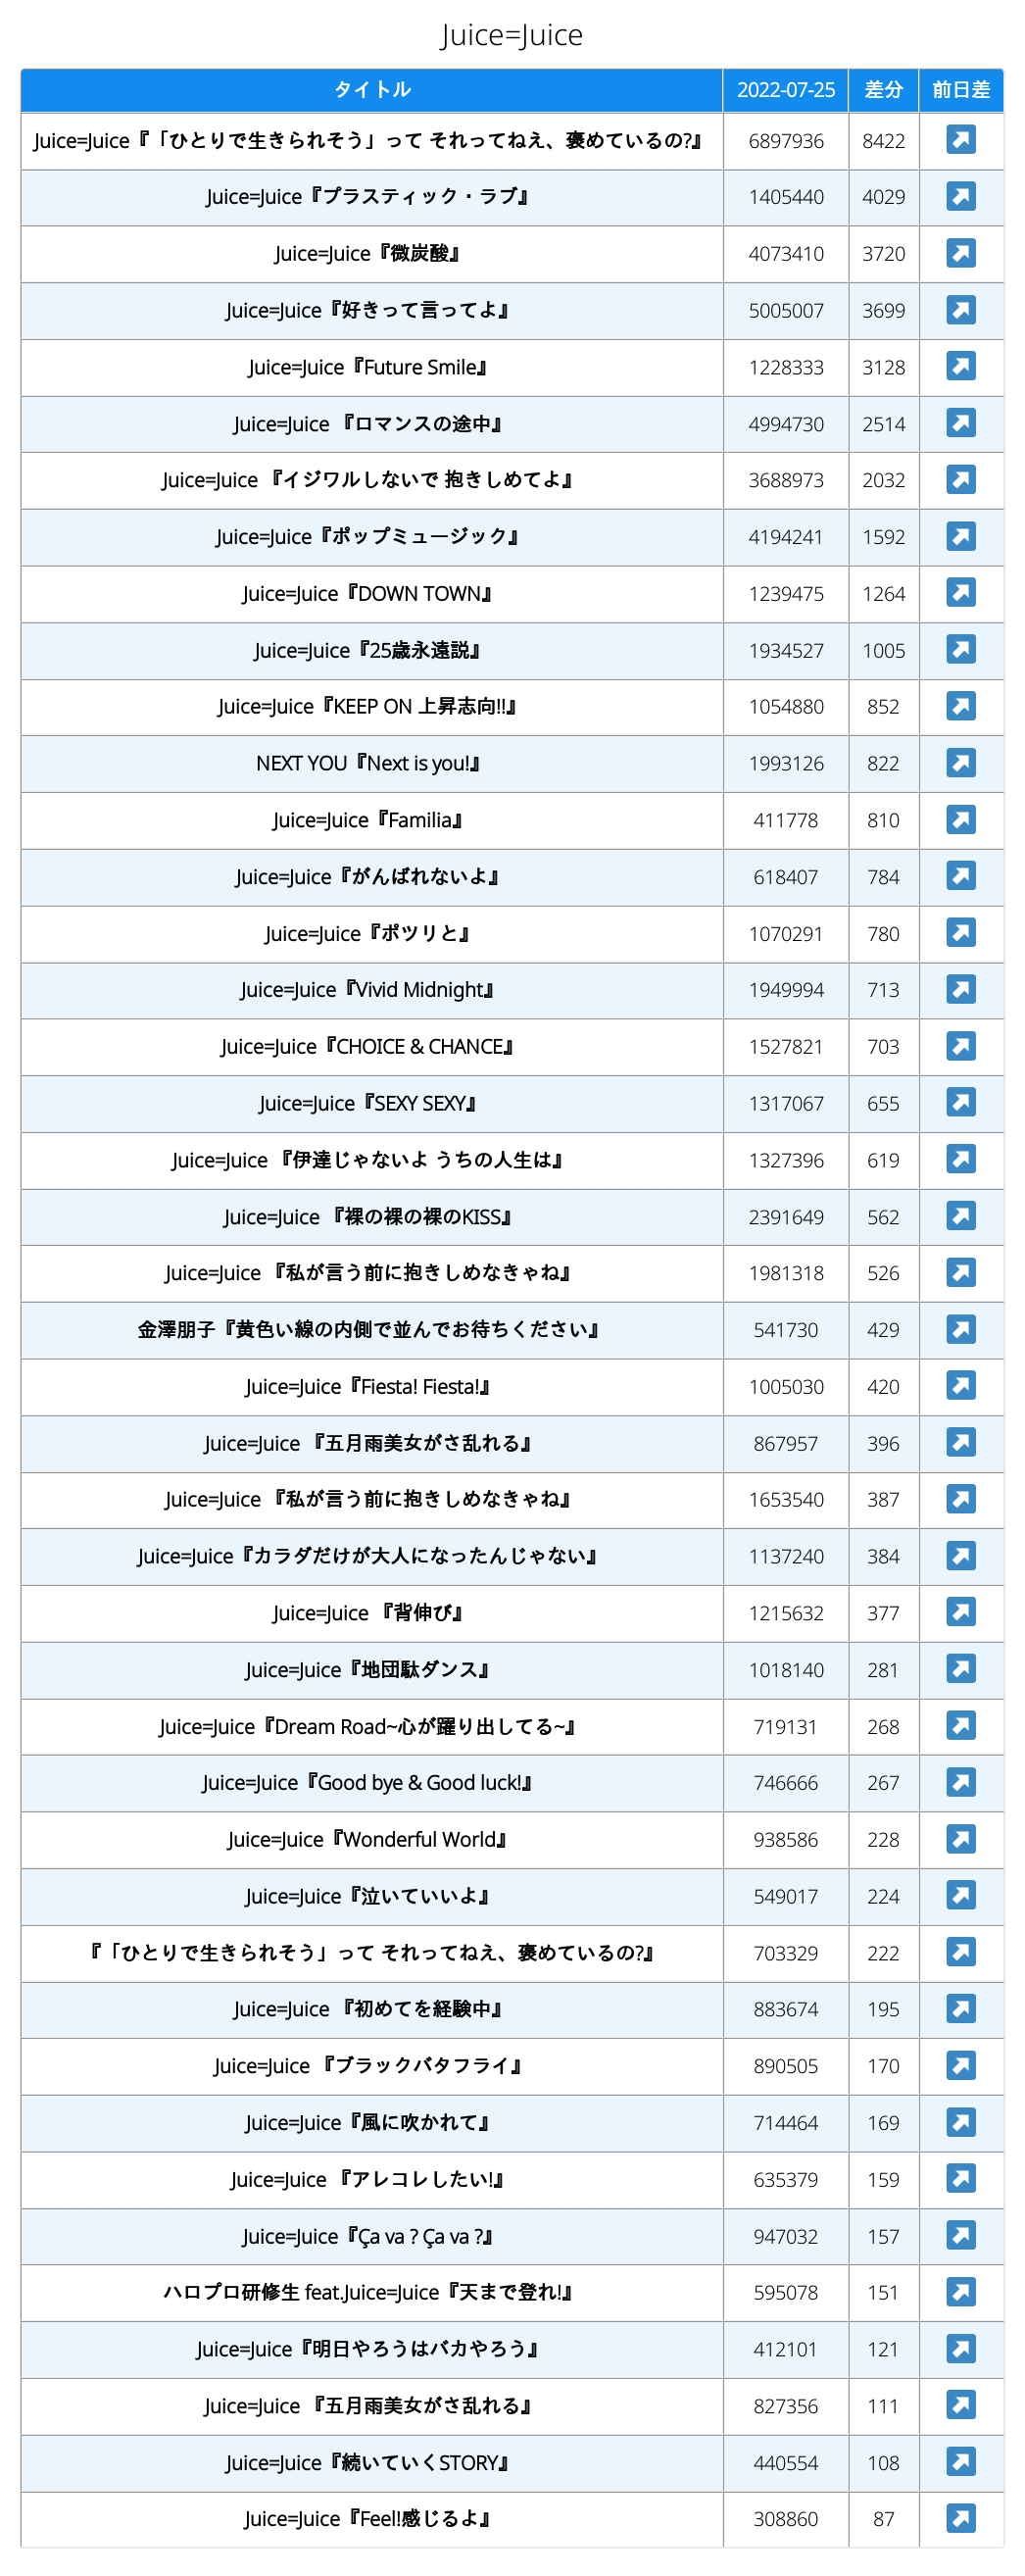 Juice=Juice
タイトル 2022-07-25 差分 前日差
Juice=Juice『「ひとりで生きられそう」って それってねえ、褒めているの?』 6897936 8422
Juice=Juice『プラスティック・ラブ』 1405440 4029
Juice=Juice『微炭酸』 4073410 3720
Juice=Juice『好きって言ってよ』 5005007 3699
Juice=Juice『Future Smile』 1228333 3128
Juice=Juice 『ロマンスの途中』 4994730 2514
Juice=Juice 『イジワルしないで 抱きしめてよ』 3688973 2032
Juice=Juice『ポップミュージック』 4194241 1592
Juice=Juice『DOWN TOWN』 1239475 1264
Juice=Juice『25歳永遠説』 1934527 1005
Juice=Juice『KEEP ON 上昇志向!!』 1054880 852
NEXT YOU『Next is you!』 1993126 822
Juice=Juice『Familia』 411778 810
Juice=Juice『がんばれないよ』 618407 784
Juice=Juice『ポツリと』 1070291 780
Juice=Juice『Vivid Midnight』 1949994 713
Juice=Juice『CHOICE & CHANCE』 1527821 703
Juice=Juice『SEXY SEXY』 1317067 655
Juice=Juice 『伊達じゃないよ うちの人生は』 1327396 619
Juice=Juice 『裸の裸の裸のKISS』 2391649 562
Juice=Juice 『私が言う前に抱きしめなきゃね』 1981318 526
金澤朋子『黄色い線の内側で並んでお待ちください』 541730 429
Juice=Juice『Fiesta! Fiesta!』 1005030 420
Juice=Juice 『五月雨美女がさ乱れる』 867957 396
Juice=Juice 『私が言う前に抱きしめなきゃね』 1653540 387
Juice=Juice『カラダだけが大人になったんじゃない』 1137240 384
Juice=Juice 『背伸び』 1215632 377
Juice=Juice『地団駄ダンス』 1018140 281
Juice=Juice『Dream Road~心が躍り出してる~』 719131 268
Juice=Juice『Good bye & Good luck!』 746666 267
Juice=Juice『Wonderful World』 938586 228
Juice=Juice『泣いていいよ』 549017 224
『「ひとりで生きられそう」って それってねえ、褒めているの?』 703329 222
Juice=Juice 『初めてを経験中』 883674 195
Juice=Juice 『ブラックバタフライ』 890505 170
Juice=Juice『風に吹かれて』 714464 169
Juice=Juice 『アレコレしたい!』 635379 159
Juice=Juice『Ça va ? Ça va ?』 947032 157
ハロプロ研修生 feat.Juice=Juice『天まで登れ!』 595078 151
Juice=Juice『明日やろうはバカやろう』 412101 121
Juice=Juice 『五月雨美女がさ乱れる』 827356 111
Juice=Juice『続いていくSTORY』 440554 108
Juice=Juice『Feel!感じるよ』 308860 87